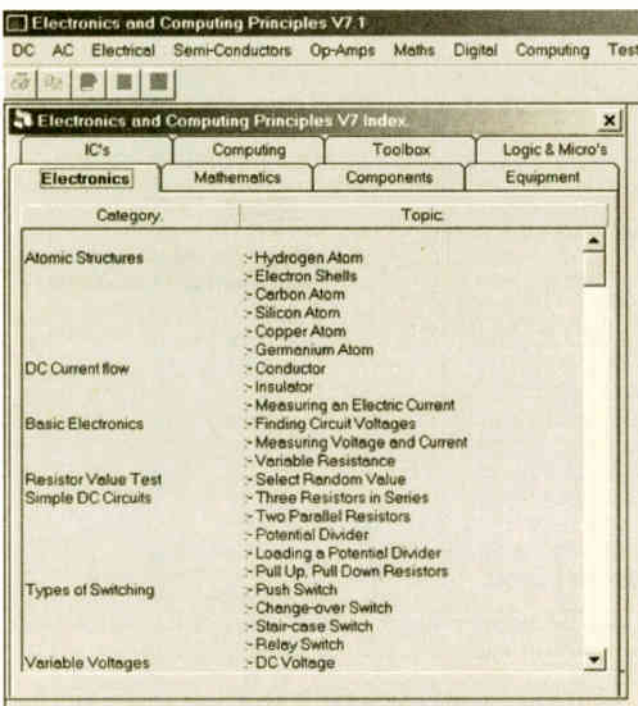 Electronics and Computing Principles V7.1
DC AC Electrical Semi-Conductors Op-Amps Maths Digital Computing Test
Electronics and Computing Principles V7 Index.
IC's Computing Toolbox Logic & Micro's
Electronics Mathematics Components Equipment
Category. Topic.
Atomic Structures :- Hydrogen Atom
:- Electron Shells
:- Carbon Atom
:- Silicon Atom
:- Copper Atom
:- Germanium Atom
DC Current flow :- Conductor
:- Insulator
:- Measuring an Electric Current
Basic Electronics :- Finding Circuit Voltages
:- Measuring Voltage and Current
:- Variable Resistance
Resistor Value Test :- Select Random Value
Simple DC Circuits :- Three Resistors in Series
:- Two Parallel Resistors
:- Potential Divider
:- Loading a Potential Divider
:- Pull Up, Pull Down Resistors
Types of Switching :- Push Switch
:- Change-over Switch
:- Stair-case Switch
:- Relay Switch
Variable Voltages :- DC Voltage